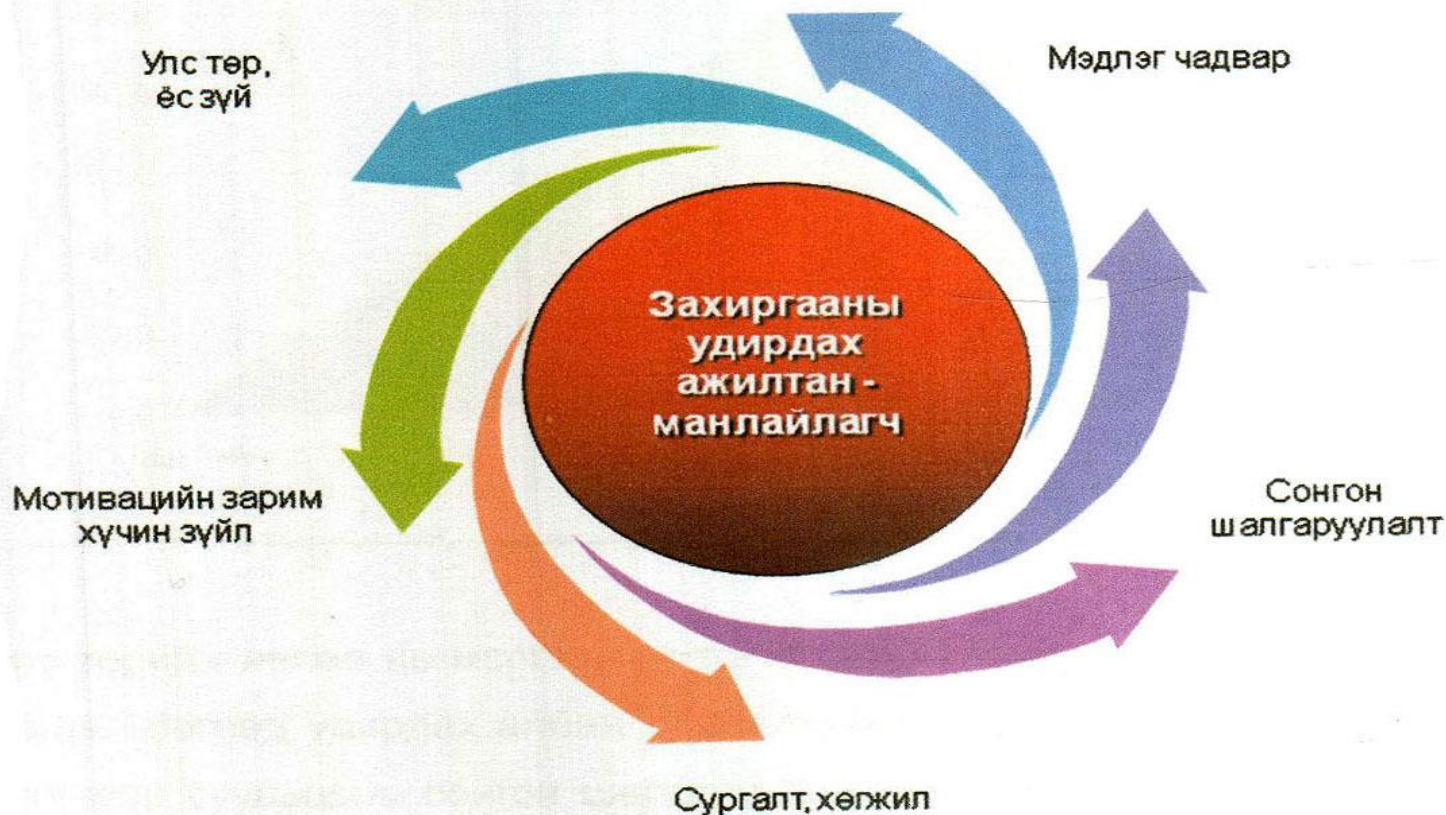 Улс төр,
ёс зүй
Мэдлэг чадвар
Захиргааны
удирдах
ажилтан -
манлайлагч
Мотивацийн зарим
хүчин зүйл
Сонгон
шалгаруулалт
Сургалт, хөгжил